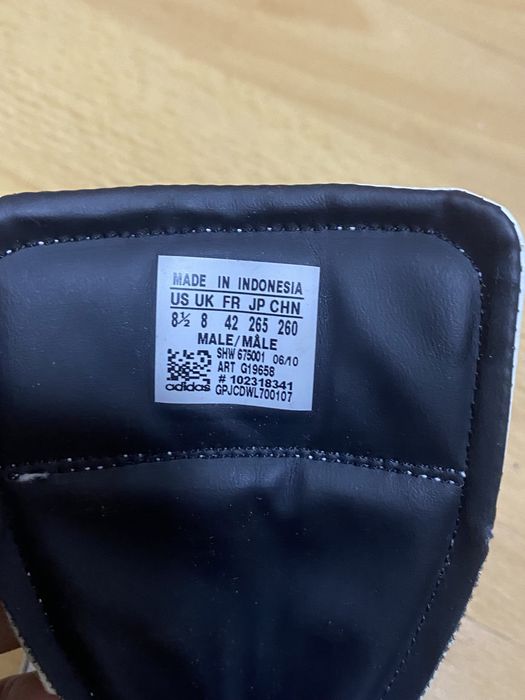 MADE IN INDONESIA
US UK FR JP CHN
8½ 8 42 265 260
MALE/MÂLE
SHW 675001 06/10
ART G19658
# 102318341
adidas GPJCDWL700107